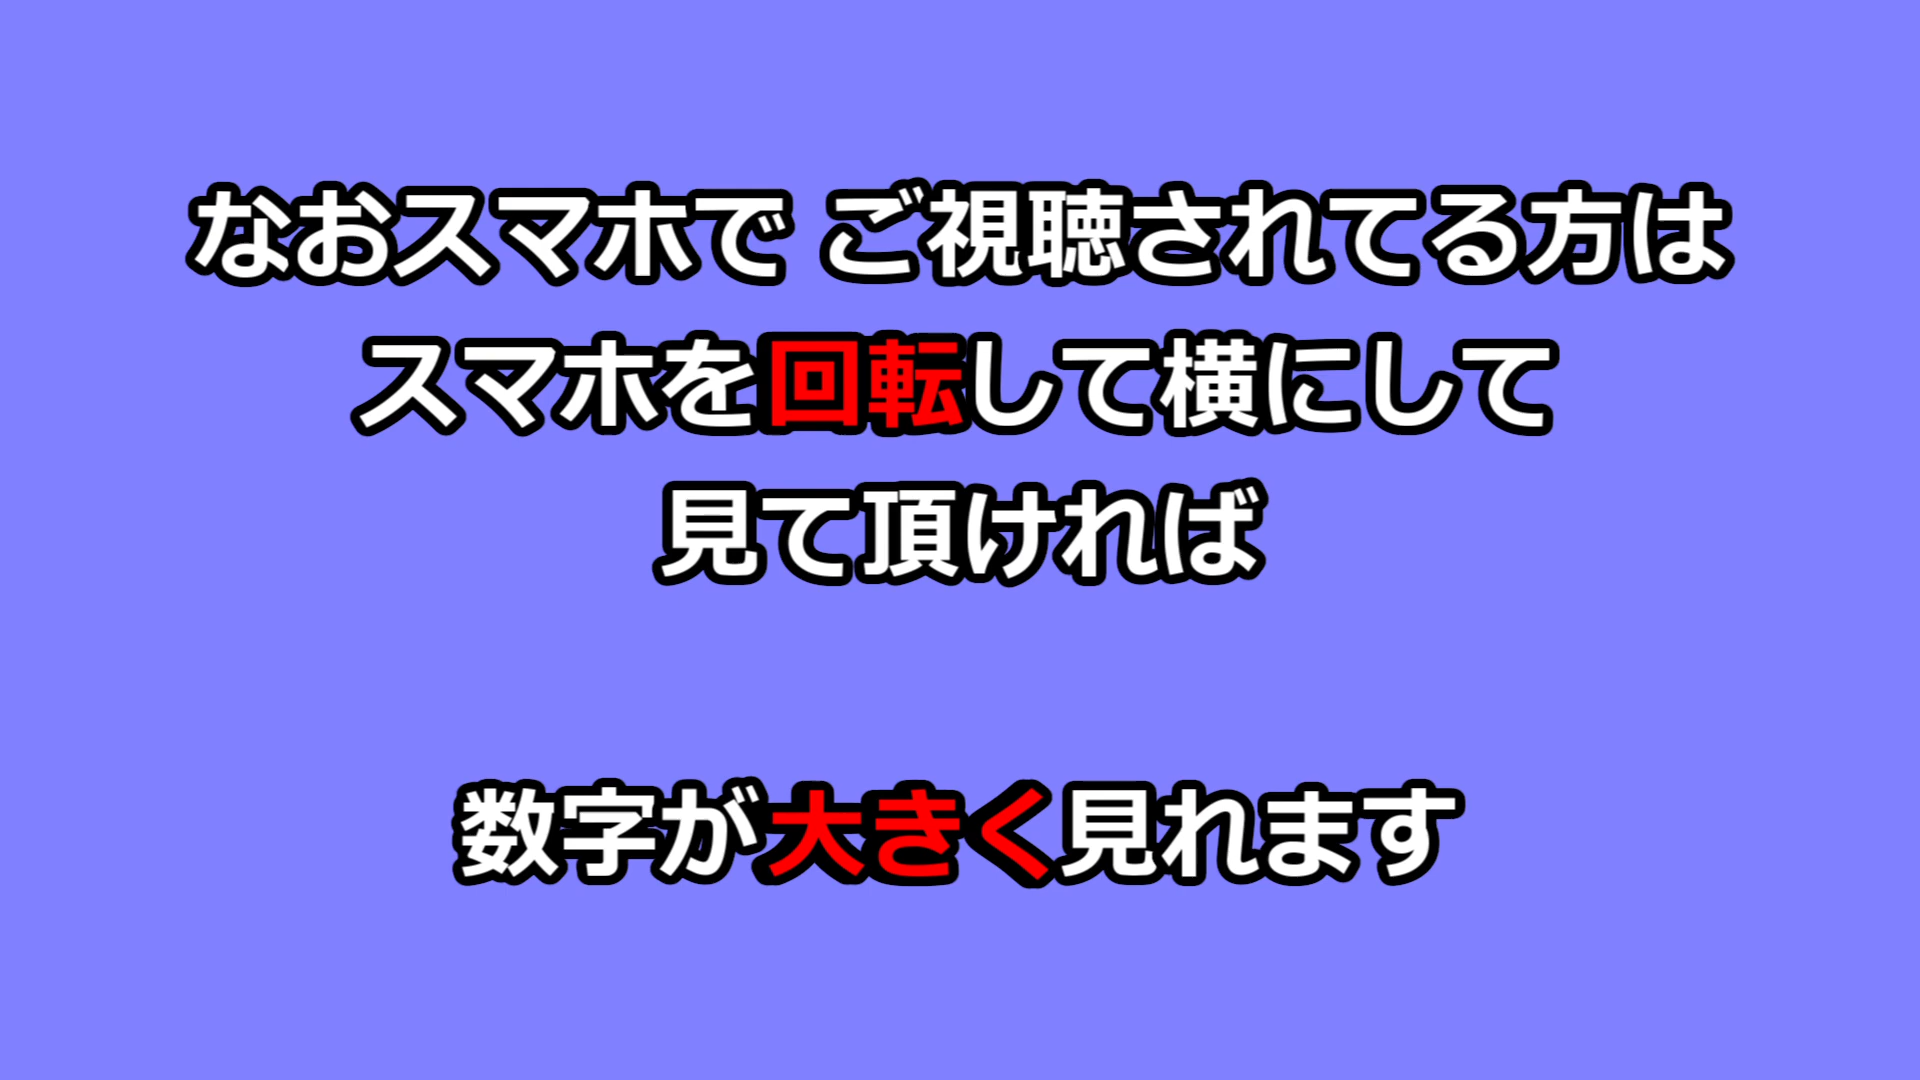 なおスマホで ご視聴されてる方は
スマホを回転して横にして
見て頂ければ
数字が大きく見れます